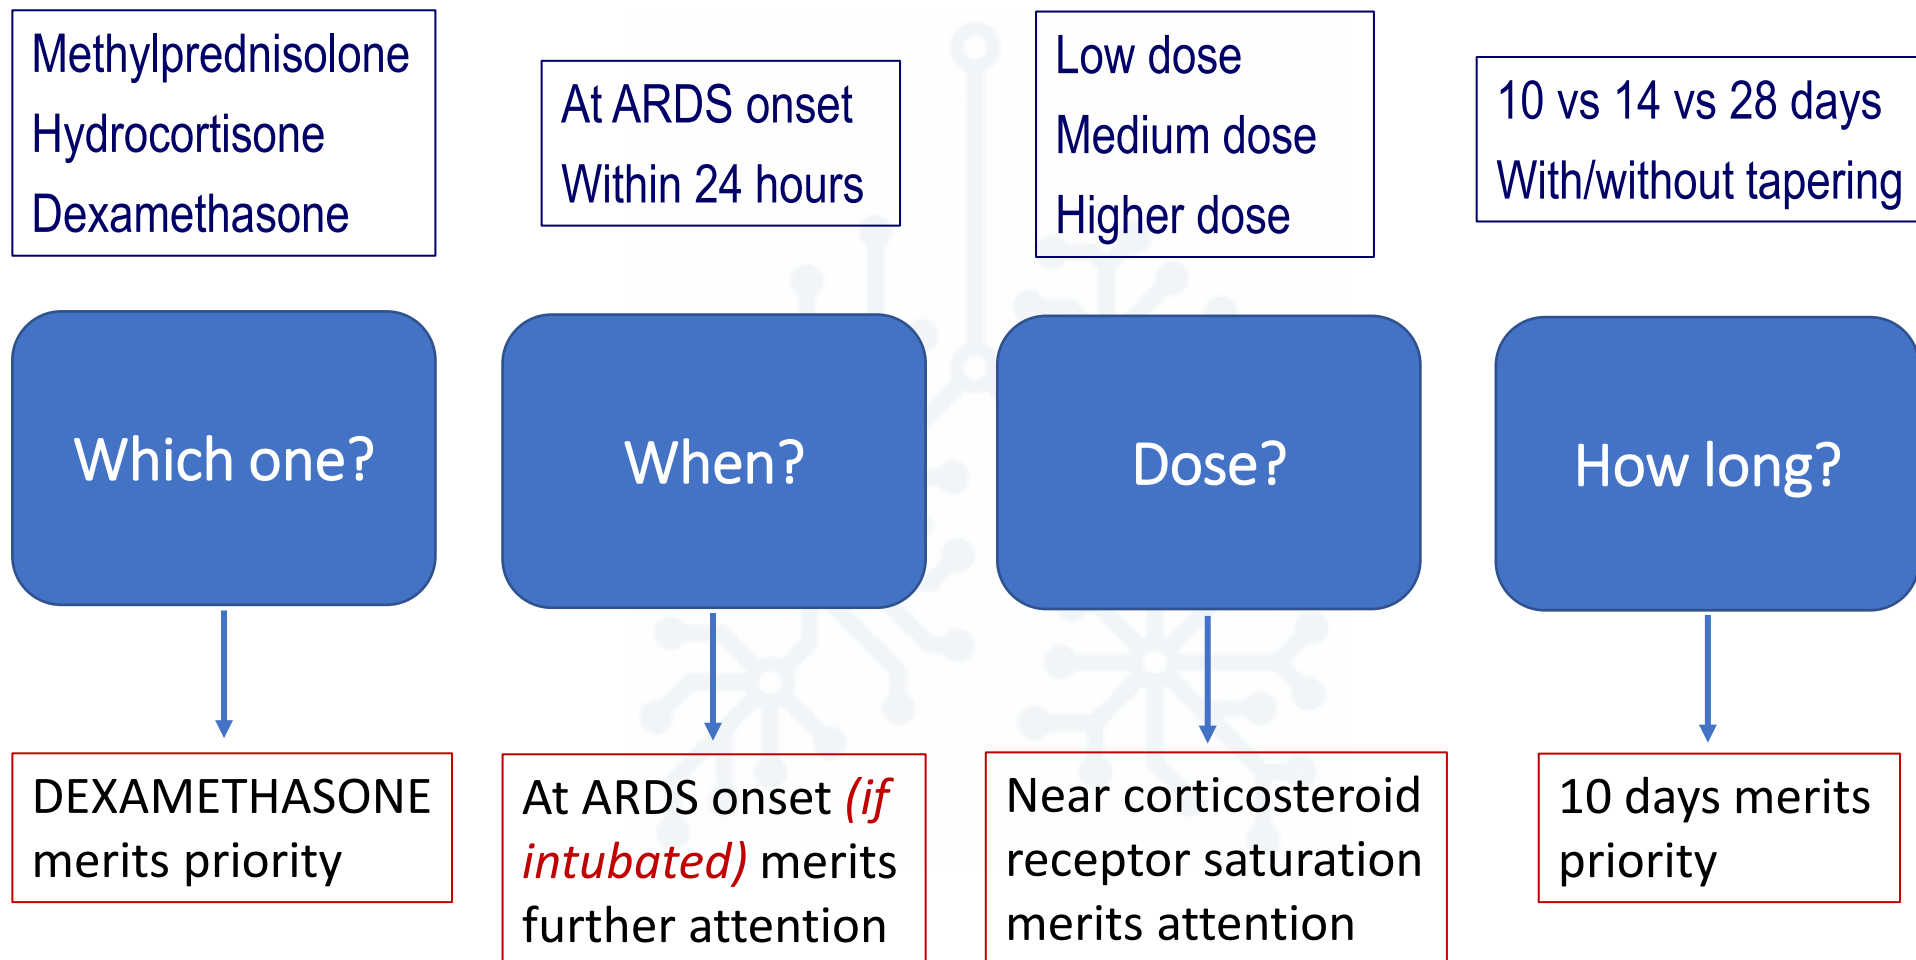 Methylprednisolone
Hydrocortisone
Dexamethasone
At ARDS onset
Within 24 hours
Low dose
Medium dose
Higher dose
10 vs 14 vs 28 days
With/without tapering
Which one?
When?
Dose?
How long?
DEXAMETHASONE
merits priority
At ARDS onset (if
intubated) merits
further attention
Near corticosteroid
receptor saturation
merits attention
10 days merits
priority